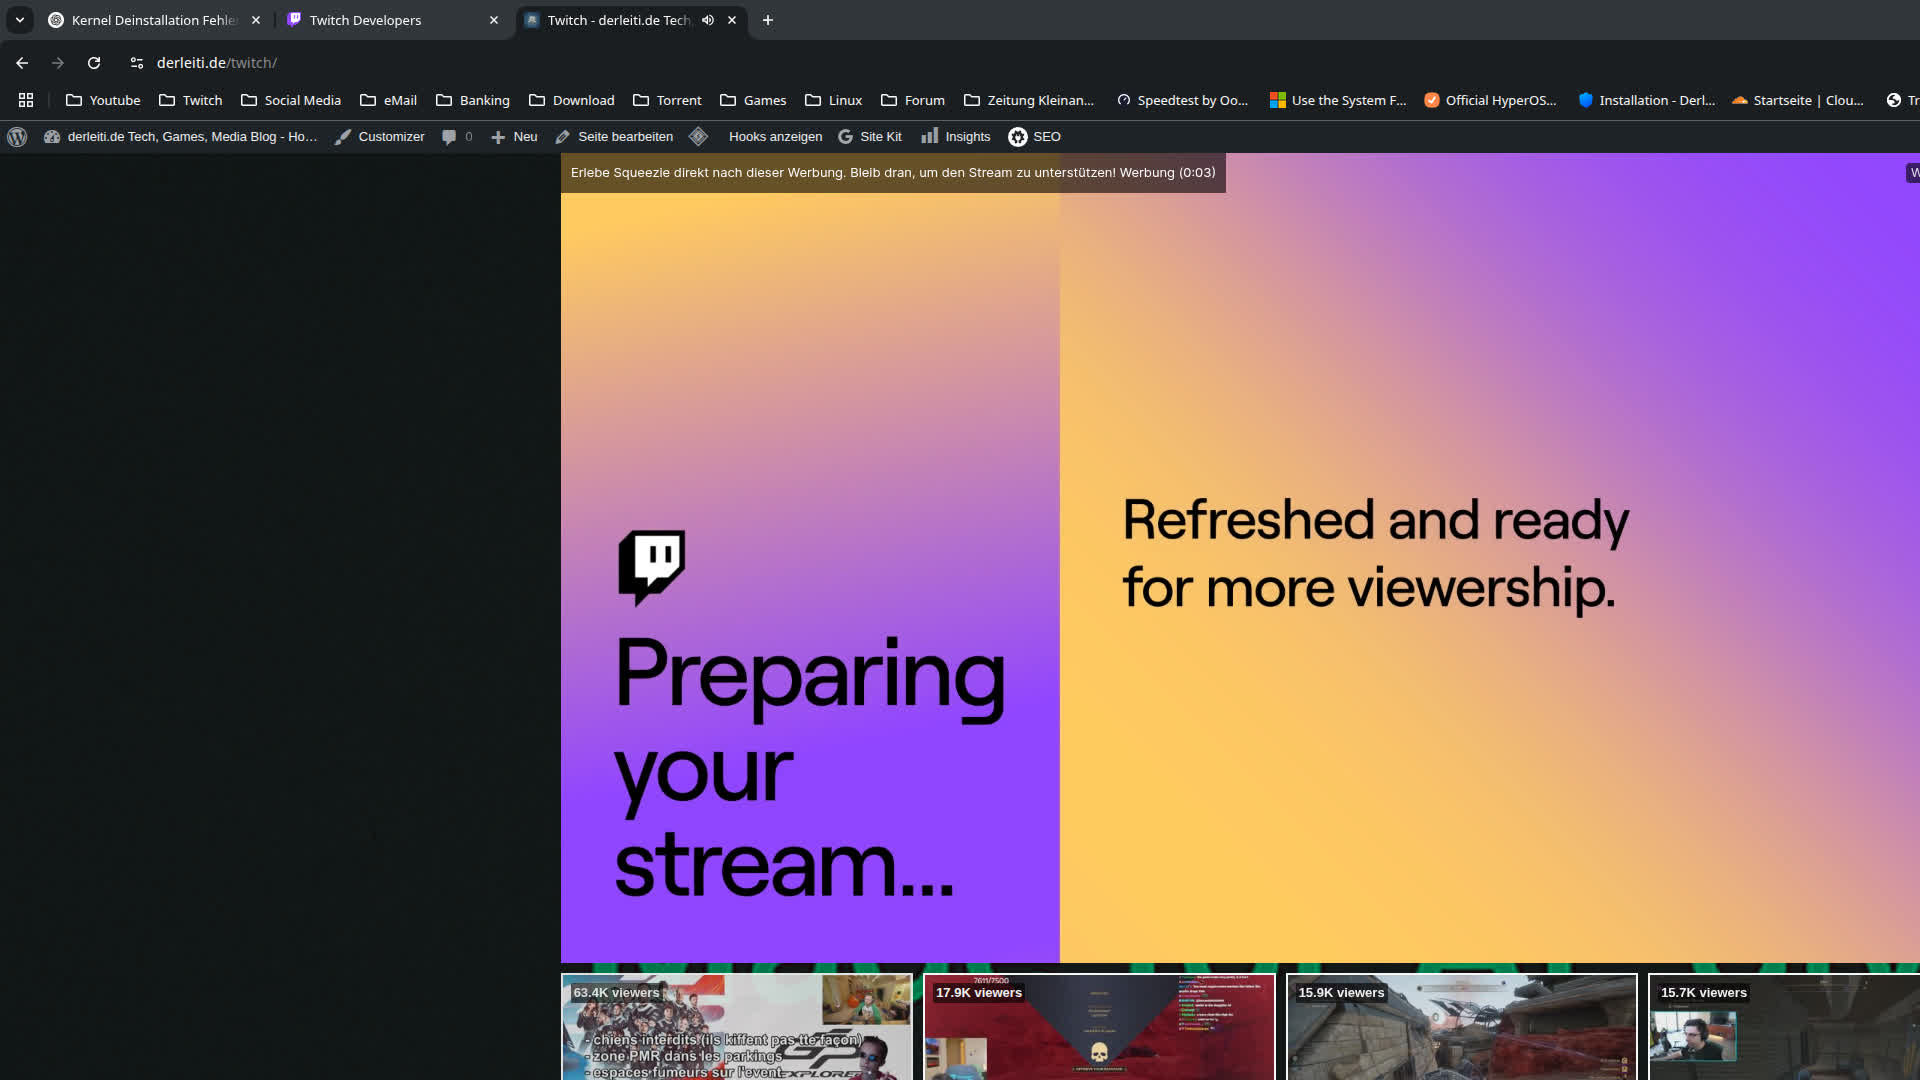 Kernel Deinstallation Fehle
Twitch Developers
Twitch - derleiti.de Tech
derleiti.de/twitch/
Youtube
Twitch
Social Media
eMail
Banking
Download
Torrent
Games
Linux
Forum
Zeitung Kleinan...
Speedtest by Oo...
Use the System F...
Official HyperOS...
Installation - Derl...
Startseite | Clou...
Tr
derleiti.de Tech, Games, Media Blog - Ho...
Customizer
0
Neu
Seite bearbeiten
Hooks anzeigen
Site Kit
Insights
SEO
Erlebe Squeezie direkt nach dieser Werbung. Bleib dran, um den Stream zu unterstützen! Werbung (0:03)
W
Refreshed and ready
for more viewership.
Preparing
your
stream...
63.4K viewers
- chiens interdits (ils kiffent pas tte façon)
- zone PMR dans les parkings
- espaces fumeurs sur l'event
GP
EXPLORER
7611/7500
17.9K viewers
15.9K viewers
15.7K viewers